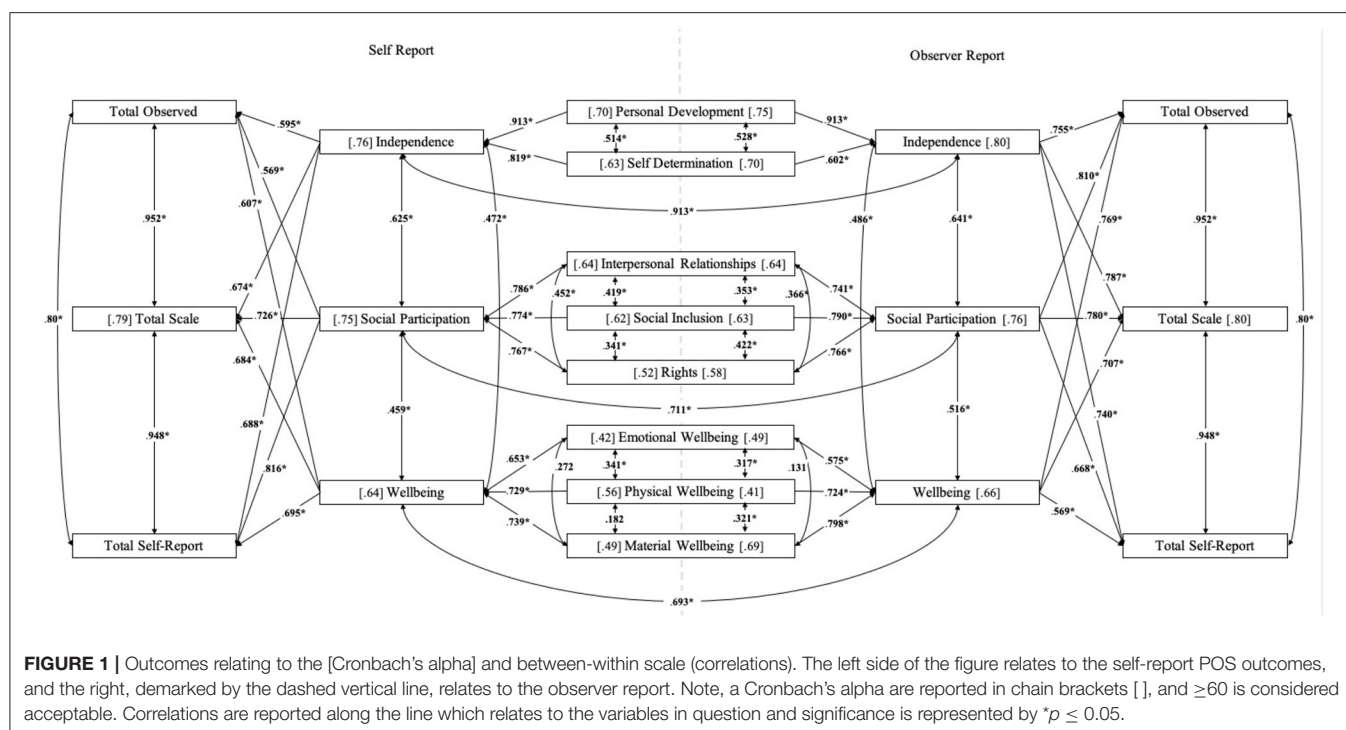 Self Report
Observer Report
Total Observed
[.70] Personal Development [.75]
Total Observed
.595*
.913*
.913*
.755*
.514*
.528*
[.76] Independence
Independence [.80]
.819*
[.63] Self Determination [.70]
.602*
.569*
.810*
.607*
.472*
.913*
.486*
.769*
.952*
.625*
.641*
.952*
[.64] Interpersonal Relationships [.64]
.674*
.786*
.452*
.419*
.353*
.366*
.741*
.787*
.80*
[.79] Total Scale
.726*
[.75] Social Participation
.774*
[.62] Social Inclusion [.63]
.790*
Social Participation [.76]
.780*
Total Scale [.80]
.80*
.684*
.767*
.341*
.422*
.766*
.707*
[.52] Rights [.58]
.711*
.688*
.459*
.516*
.740*
.948*
.948*
[.42] Emotional Wellbeing [.49]
.816*
.653*
.272
.341*
.317*
.131
.575*
.668*
[.64] Wellbeing
.729*
[.56] Physical Wellbeing [.41]
.724*
Wellbeing [.66]
.695*
.739*
.182
.321*
.798*
.569*
Total Self-Report
[.49] Material Wellbeing [.69]
Total Self-Report
.693*
FIGURE 1 | Outcomes relating to the [Cronbach's alpha] and between-within scale (correlations). The left side of the figure relates to the self-report POS outcomes,
and the right, demarked by the dashed vertical line, relates to the observer report. Note, a Cronbach's alpha are reported in chain brackets [ ], and ≥60 is considered
acceptable. Correlations are reported along the line which relates to the variables in question and significance is represented by *p ≤ 0.05.